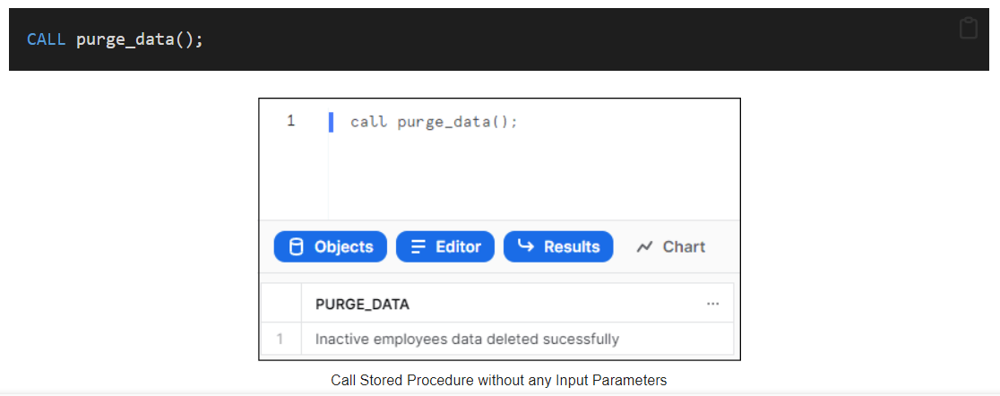 CALL purge_data();
1 call purge_data();
Objects Editor Results Chart
PURGE_DATA ...
1 Inactive employees data deleted sucessfully
Call Stored Procedure without any Input Parameters